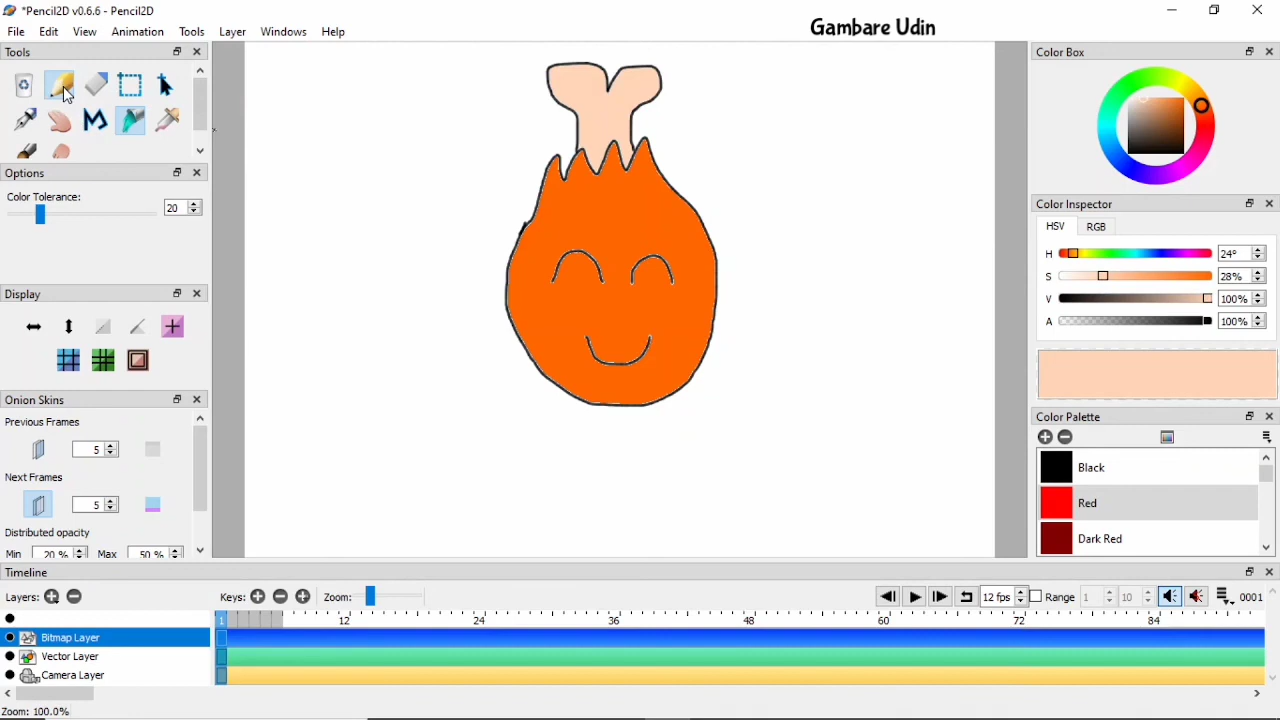 *Pencil2D v0.6.6 - Pencil2D
Gambare Udin
File Edit View Animation Tools Layer Windows Help
Tools
Options
Color Tolerance:
20
Display
Onion Skins
Previous Frames
5
Next Frames
5
Distributed opacity
Min 20 % Max 50 %
Color Box
Color Inspector
HSV RGB
H 24°
S 28%
V 100%
A 100%
Color Palette
Black
Red
Dark Red
Timeline
Layers: Keys: Zoom: 12 fps Range 1 10 0001
1 12 24 36 48 60 72 84
Bitmap Layer
Vector Layer
Camera Layer
Zoom: 100.0%